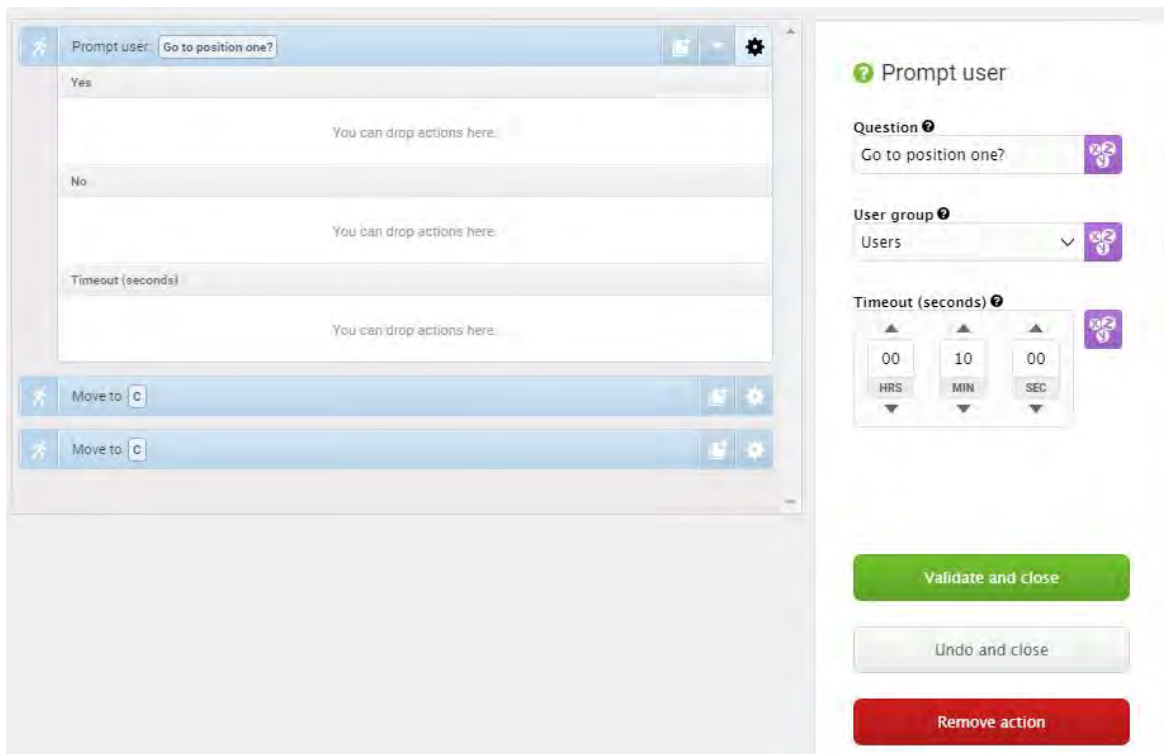 Prompt user: Go to position one?
Yes
You can drop actions here.
No
You can drop actions here.
Timeout (seconds)
You can drop actions here.
Move to C
Move to C
? Prompt user
Question ?
Go to position one?
x z y
User group ?
Users
x z y
Timeout (seconds) ?
x z y
00 10 00
HRS MIN SEC
Validate and close
Undo and close
Remove action